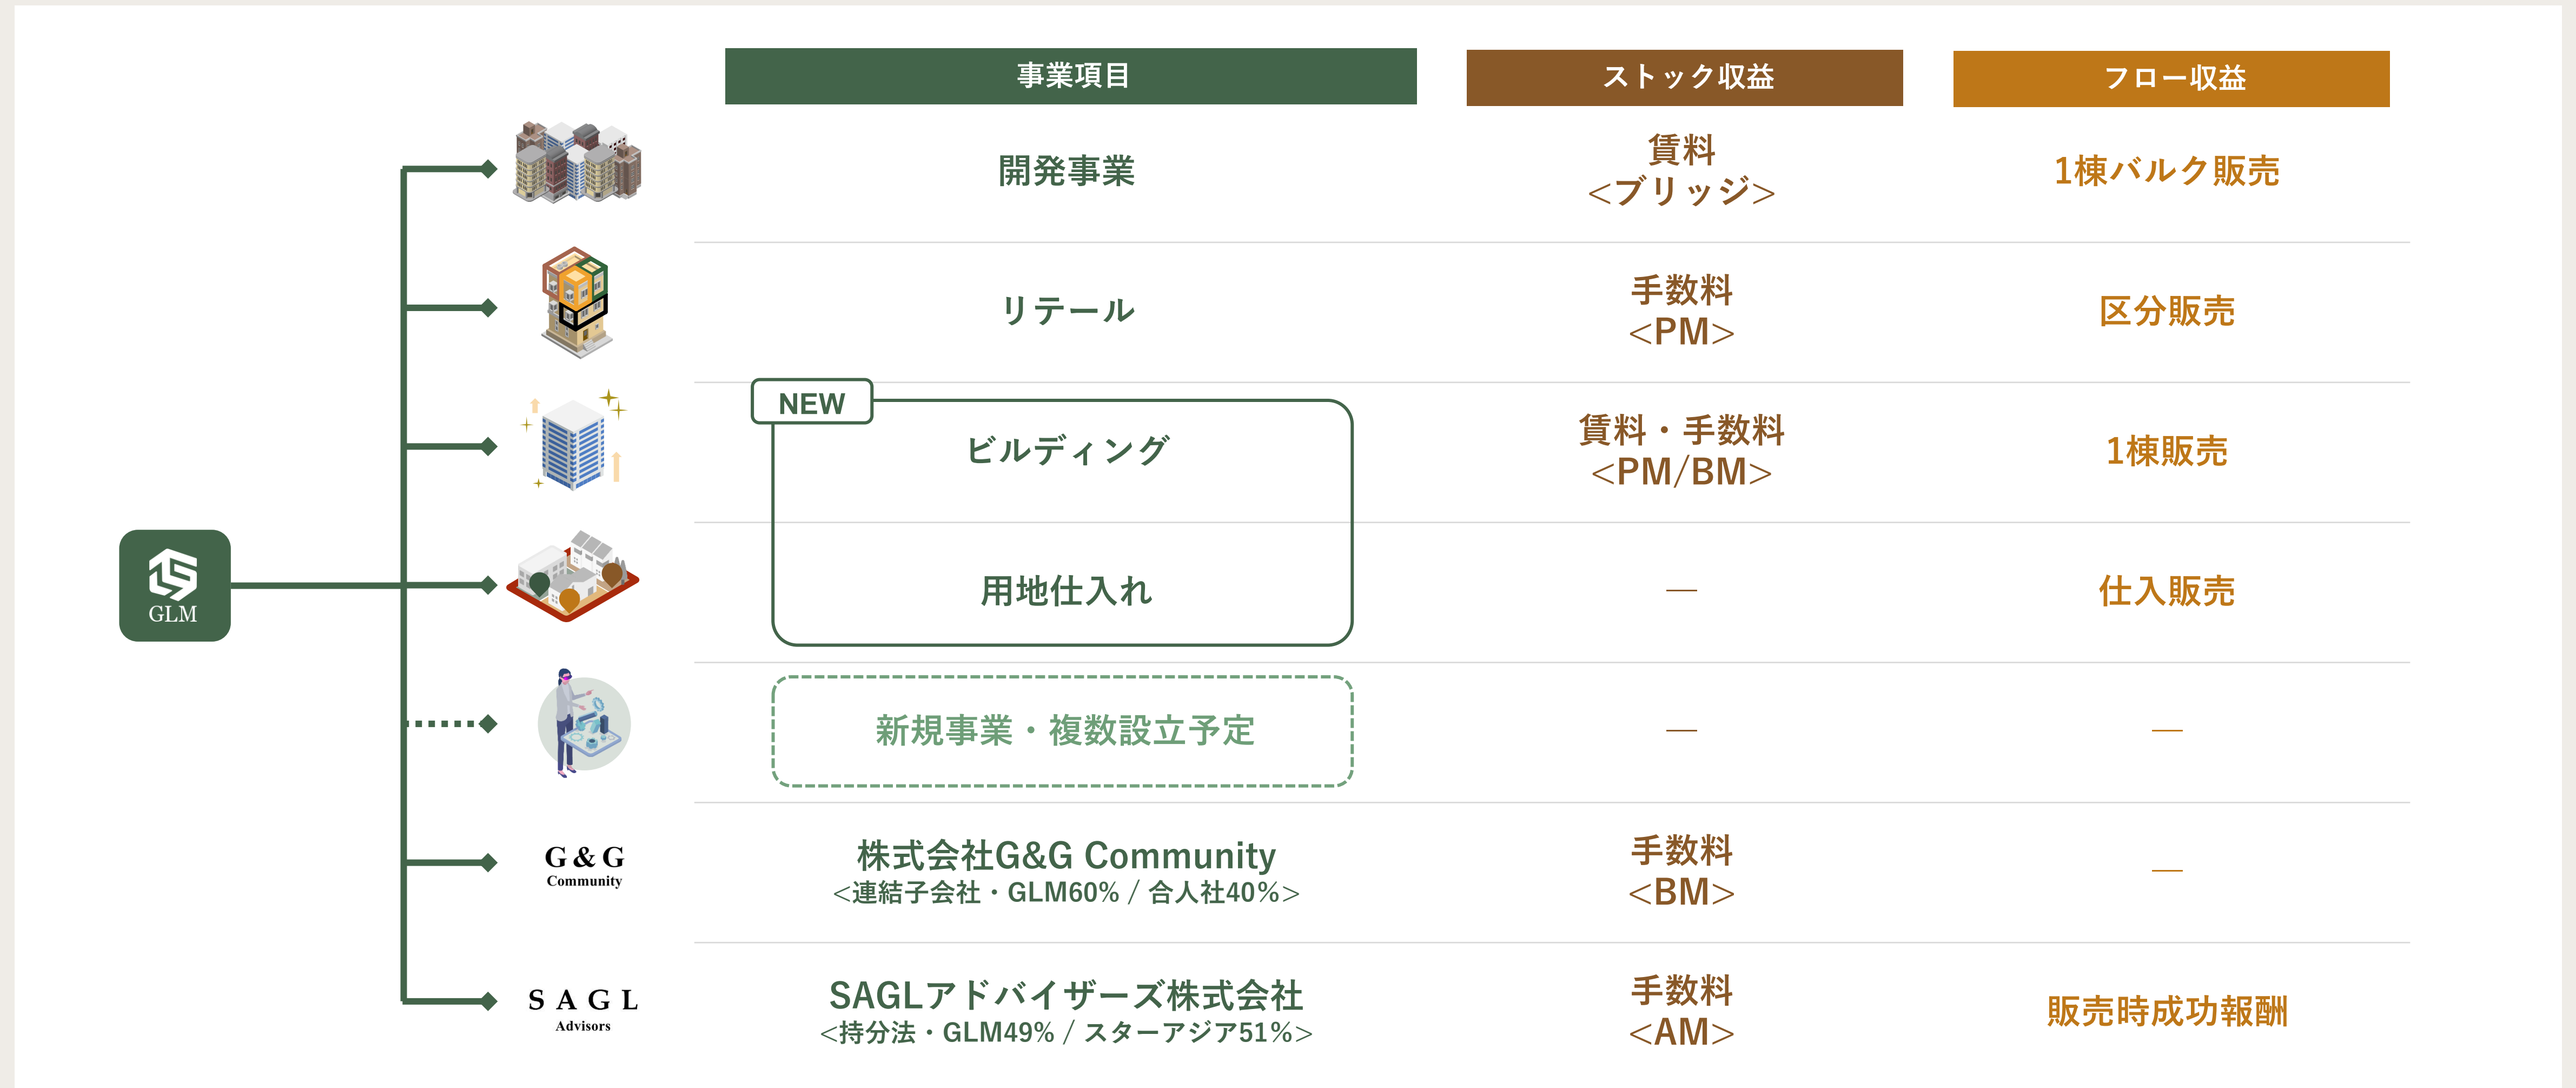 事業項目
ストック収益
フロー収益
開発事業
賃料
<ブリッジ>
1棟バルク販売
リテール
手数料
<PM>
区分販売
NEW
ビルディング
賃料・手数料
<PM/BM>
1棟販売
GLM
用地仕入れ
—
仕入販売
新規事業・複数設立予定
—
—
G&G
Community
株式会社G&G Community
<連結子会社・GLM60% / 合人社40%>
手数料
<BM>
—
SAGL
Advisors
SAGLアドバイザーズ株式会社
<持分法・GLM49% / スターアジア51%>
手数料
<AM>
販売時成功報酬